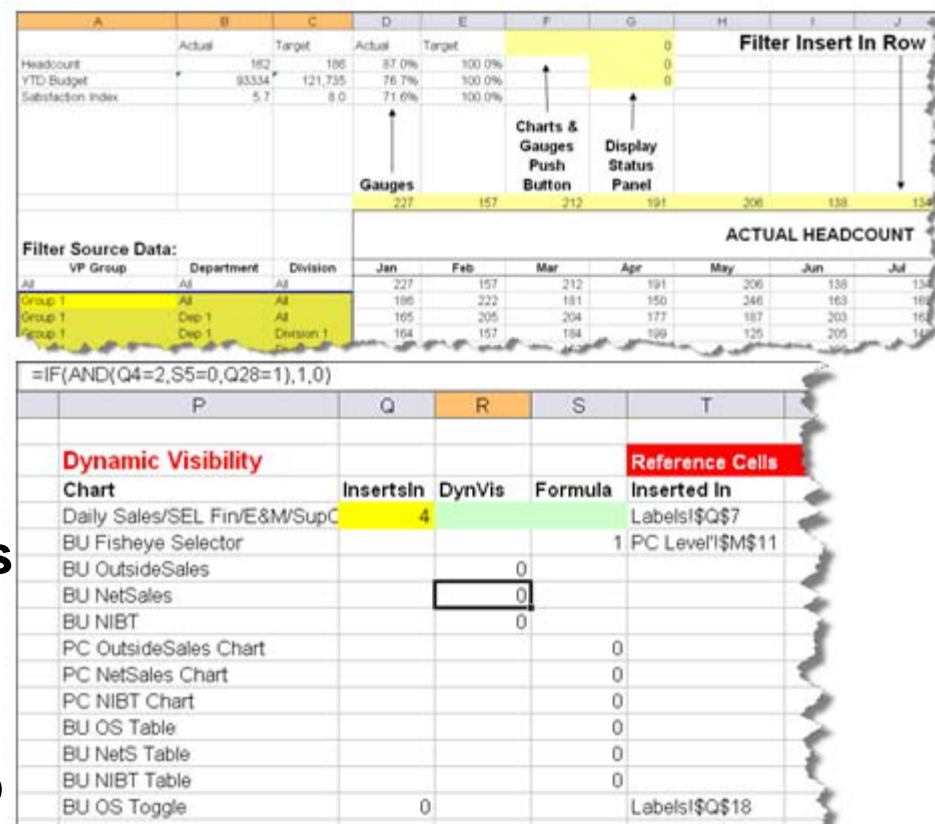 A B C D E F G H I J
Actual Target Actual Target 0 Filter Insert In Row
Headcount 162 186 87.0% 100.0% 0
YTD Budget 93334 121,735 76.7% 100.0% 0
Satisfaction Index 5.7 8.0 71.6% 100.0%
Charts &
Gauges
Push
Button
Display
Status
Panel
Gauges
227 157 212 191 206 138 134
ACTUAL HEADCOUNT
Filter Source Data:
VP Group Department Division Jan Feb Mar Apr May Jun Jul
All All All 227 157 212 191 206 138 134
Group 1 All All 186 222 181 150 246 163
Group 1 Dep 1 All 165 205 204 177 187 203
Group 1 Dep 1 Division 1 164 157 184 199 125 205
=IF(AND(Q4=2,S5=0,Q28=1),1,0)
P Q R S T
Dynamic Visibility Reference Cells
Chart InsertsIn DynVis Formula Inserted In
Daily Sales/SEL Fin/E&M/SupC 4 Labels!$Q$7
BU Fisheye Selector 1 PC Level'!$M$11
s
BU OutsideSales 0
BU NetSales 0
BU NIBT 0
PC OutsideSales Chart 0
PC NetSales Chart 0
PC NIBT Chart 0
BU OS Table 0
BU NetS Table 0
BU NIBT Table 0
)
BU OS Toggle 0 Labels!$Q$18